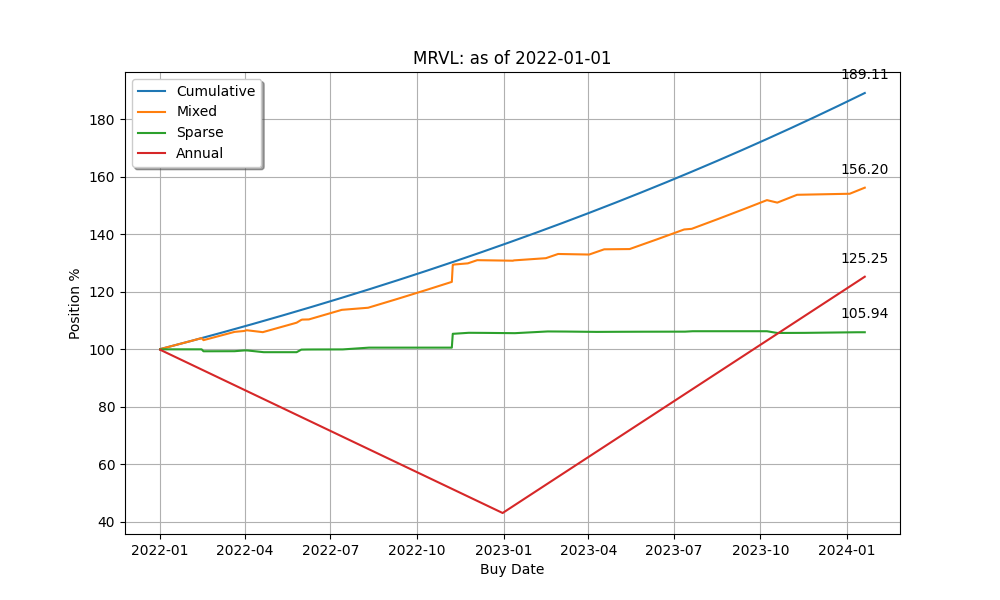 MRVL: as of 2022-01-01
Cumulative
Mixed
Sparse
Annual
189.11
156.20
125.25
105.94
180
160
140
120
100
80
60
40
Position %
2022-01 2022-04 2022-07 2022-10 2023-01 2023-04 2023-07 2023-10 2024-01
Buy Date